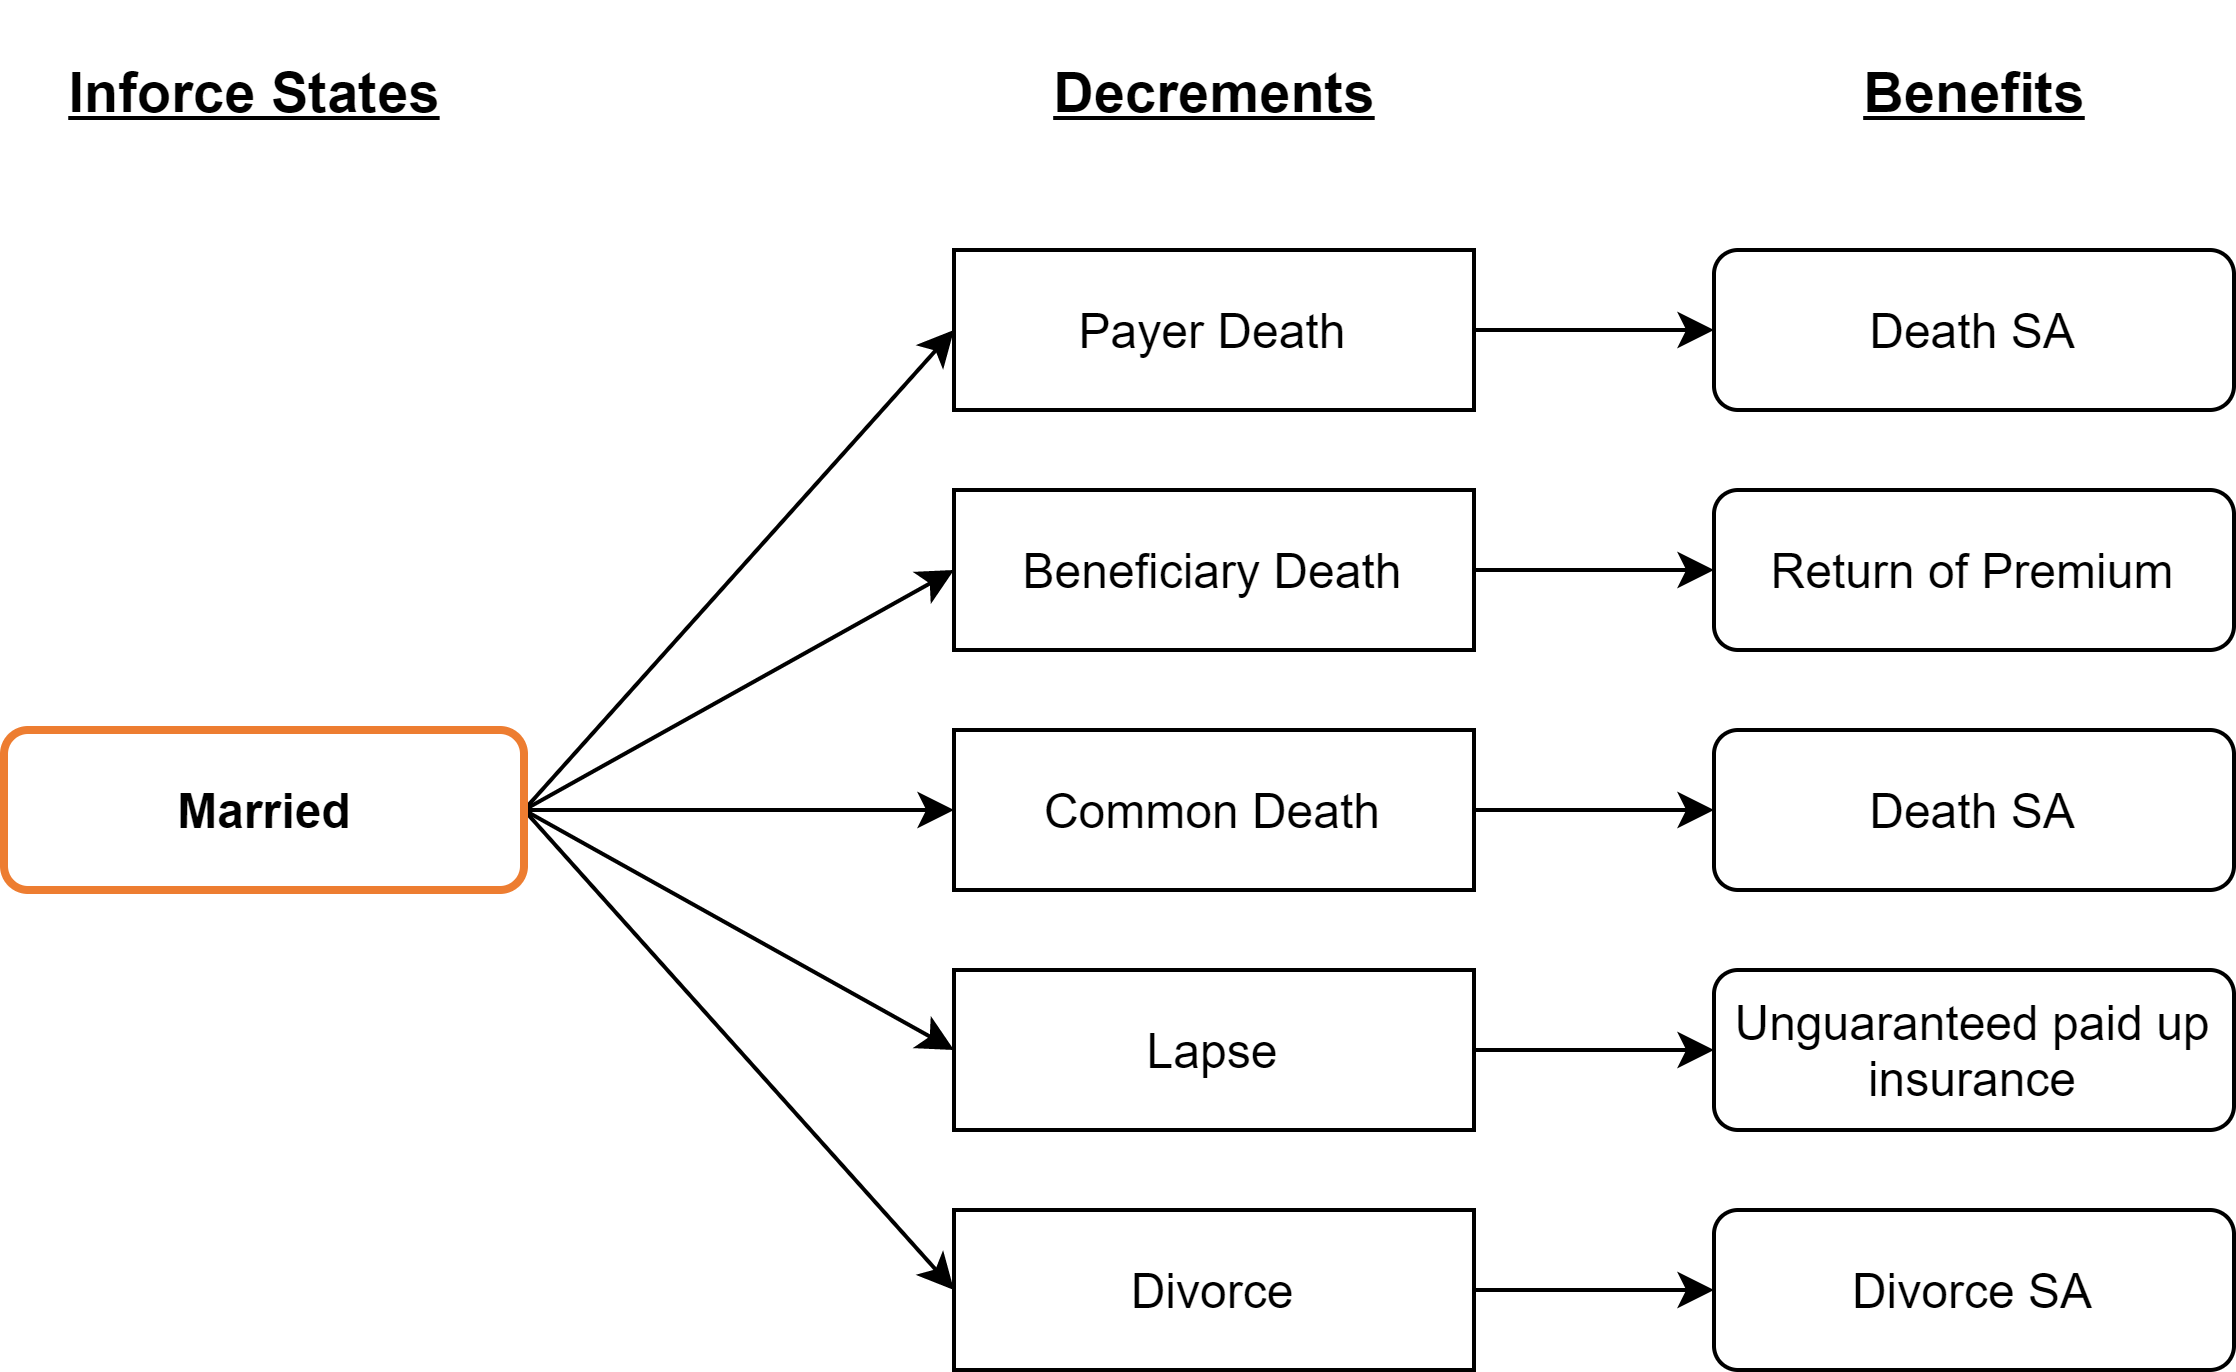 Inforce States
Decrements
Benefits
Payer Death
Death SA
Beneficiary Death
Return of Premium
Married
Common Death
Death SA
Lapse
Unguaranteed paid up
insurance
Divorce
Divorce SA